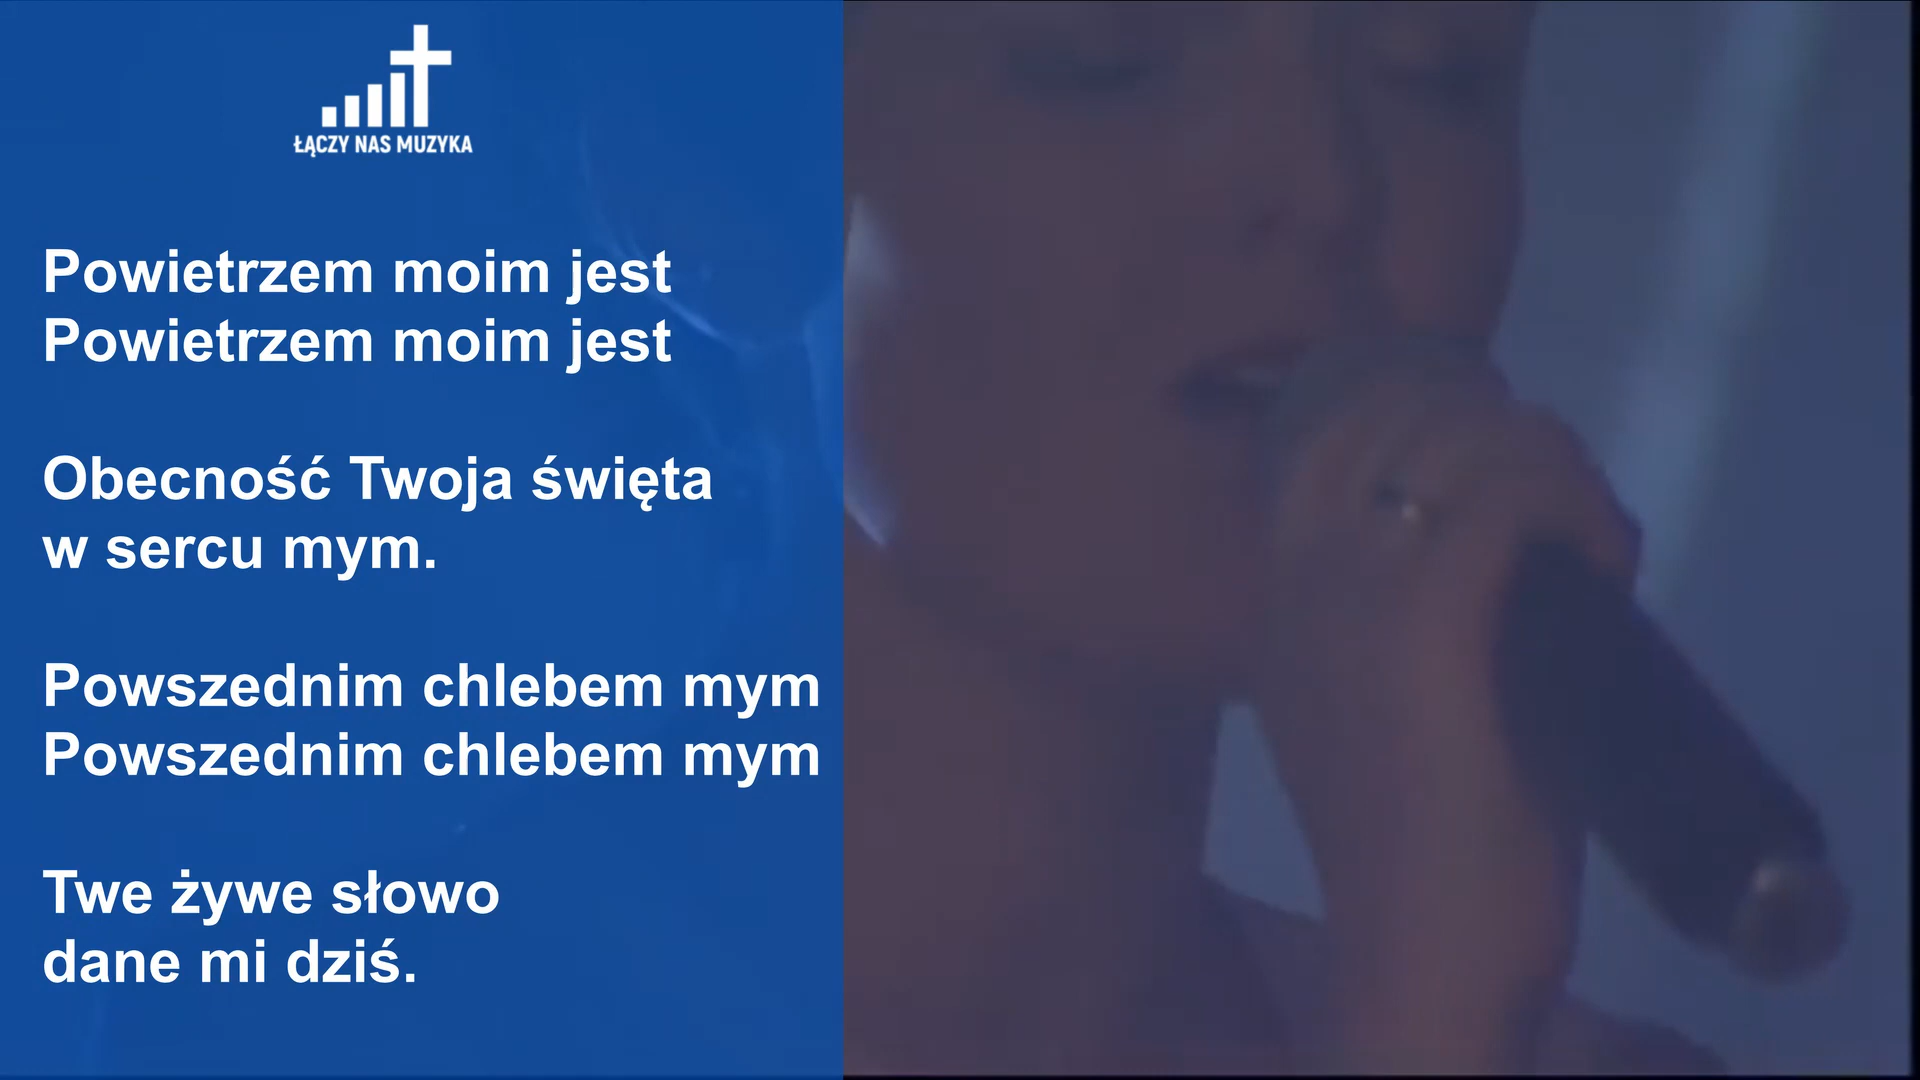 ŁĄCZY NAS MUZYKA
Powietrzem moim jest
Powietrzem moim jest
Obecność Twoja święta
w sercu mym.
Powszednim chlebem mym
Powszednim chlebem mym
Twe żywe słowo
dane mi dziś.